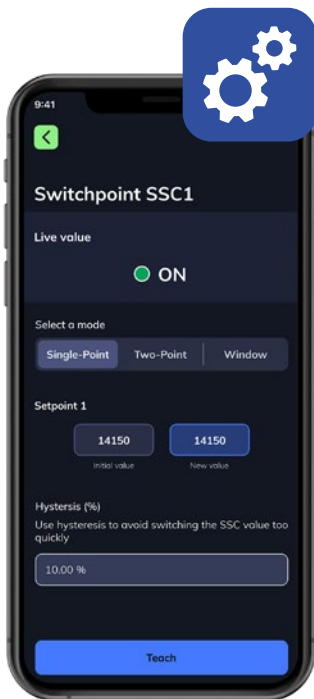 9:41
Switchpoint SSC1
Live value
ON
Select a mode
Single-Point Two-Point Window
Setpoint 1
14150 14150
Initial value New value
Hystersis (%)
Use hysteresis to avoid switching the SSC value too
quickly
10.00 %
Teach